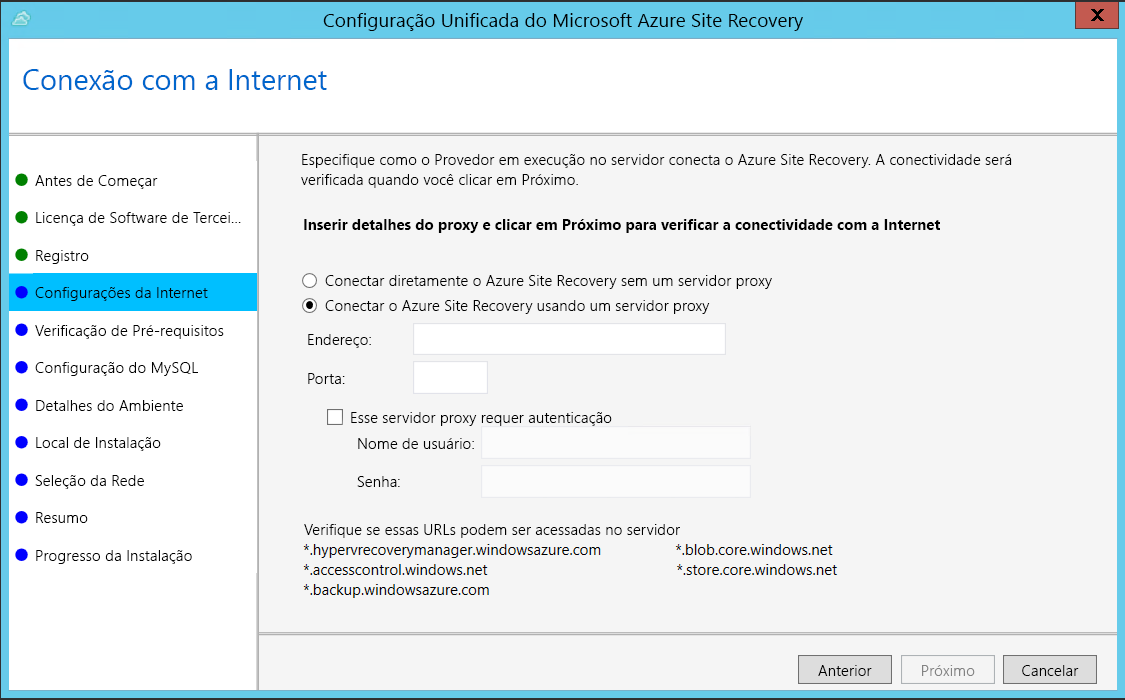 Configuração Unificada do Microsoft Azure Site Recovery
X
Conexão com a Internet
Antes de Começar
Licença de Software de Tercei...
Registro
Configurações da Internet
Verificação de Pré-requisitos
Configuração do MySQL
Detalhes do Ambiente
Local de Instalação
Seleção da Rede
Resumo
Progresso da Instalação
Especifique como o Provedor em execução no servidor conecta o Azure Site Recovery. A conectividade será
verificada quando você clicar em Próximo.
Inserir detalhes do proxy e clicar em Próximo para verificar a conectividade com a Internet
Conectar diretamente o Azure Site Recovery sem um servidor proxy
Conectar o Azure Site Recovery usando um servidor proxy
Endereço:
Porta:
Esse servidor proxy requer autenticação
Nome de usuário:
Senha:
Verifique se essas URLs podem ser acessadas no servidor
*.hypervrecoverymanager.windowsazure.com *.blob.core.windows.net
*.accesscontrol.windows.net *.store.core.windows.net
*.backup.windowsazure.com
Anterior Próximo Cancelar